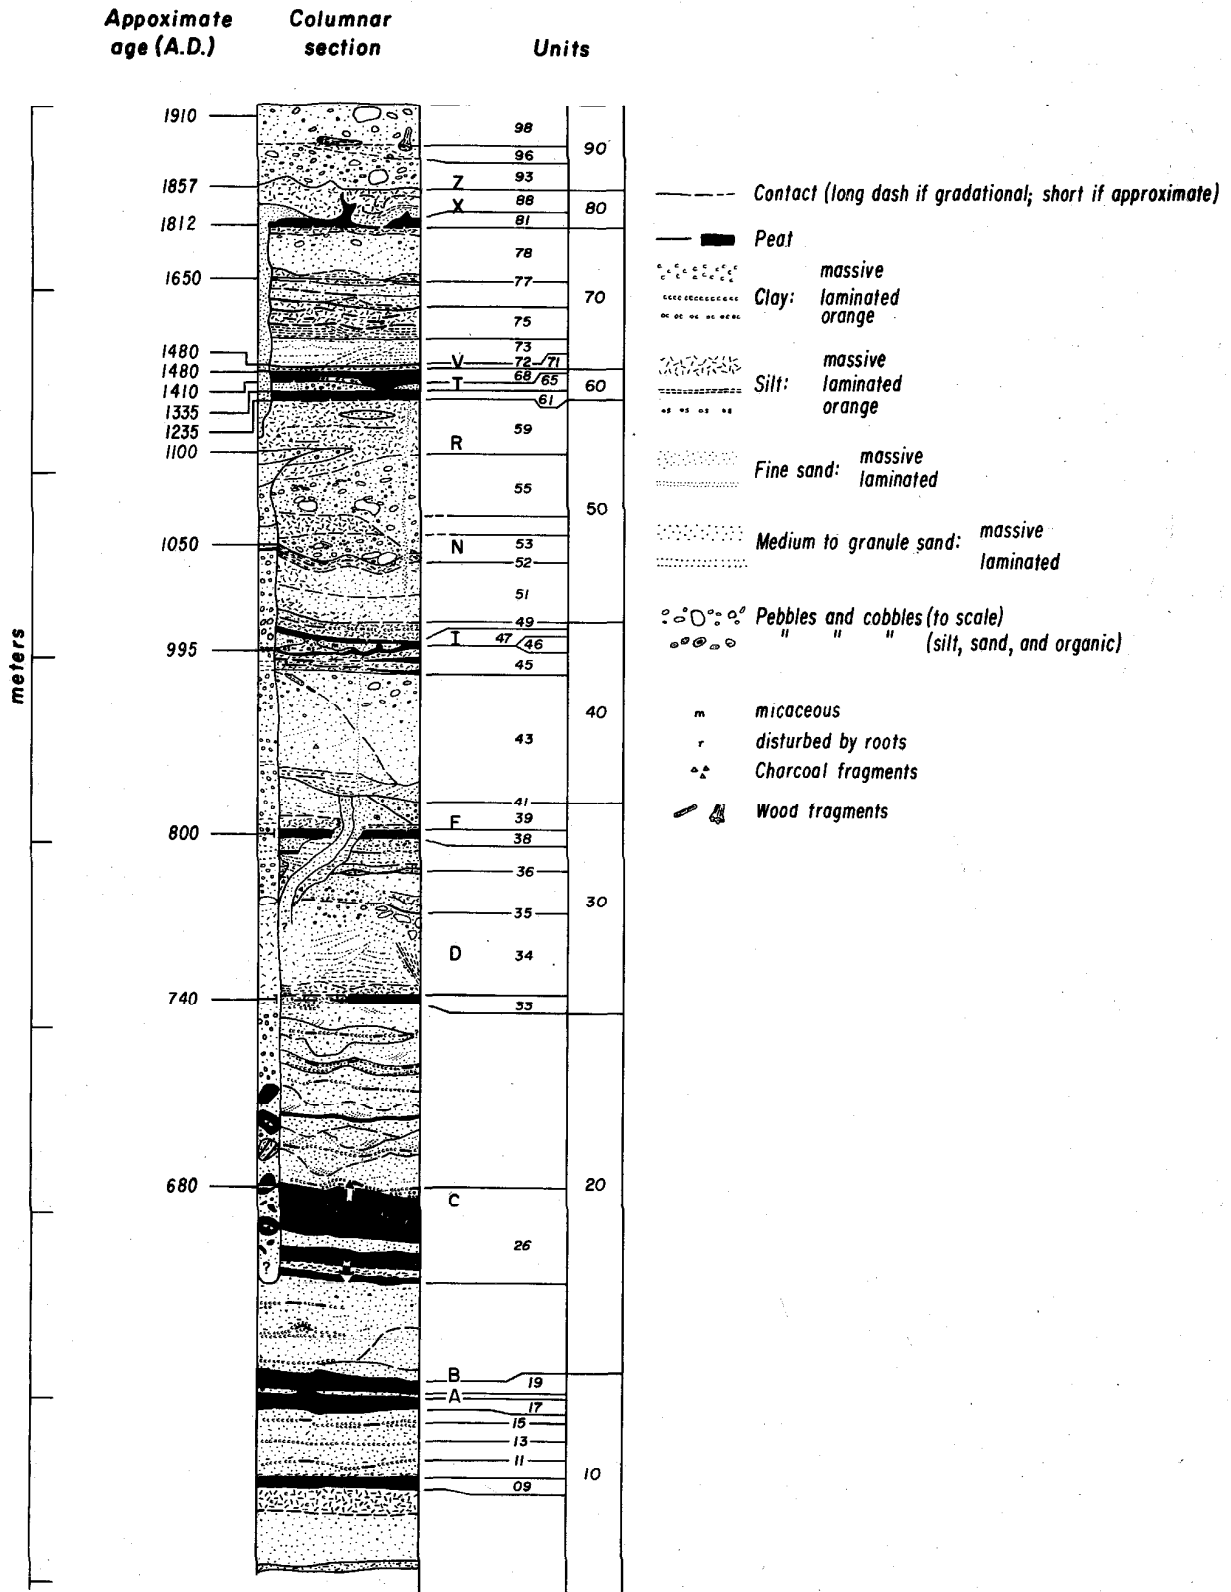 Appoximate
age (A.D.)
Columnar
section
Units
meters
1910
1857
1812
1650
1480
1480
1410
1335
1235
1100
1050
995
800
740
680
98
96
Z 93
88
X
81
78
77
75
73
V 72 71
68 65
T
61
59
R
55
N 53
52
51
49
I 47 46
45
43
41
F 39
38
36
35
D 34
33
C
26
B 19
A
17
15
13
11
09
90
80
70
60
50
40
30
20
10
?
?
Contact (long dash if gradational; short if approximate)
Peat
massive
Clay: laminated
orange
massive
Silt: laminated
orange
Fine sand: massive
laminated
Medium to granule sand: massive
laminated
Pebbles and cobbles (to scale)
" " " (silt, sand, and organic)
m micaceous
r disturbed by roots
Charcoal fragments
Wood fragments